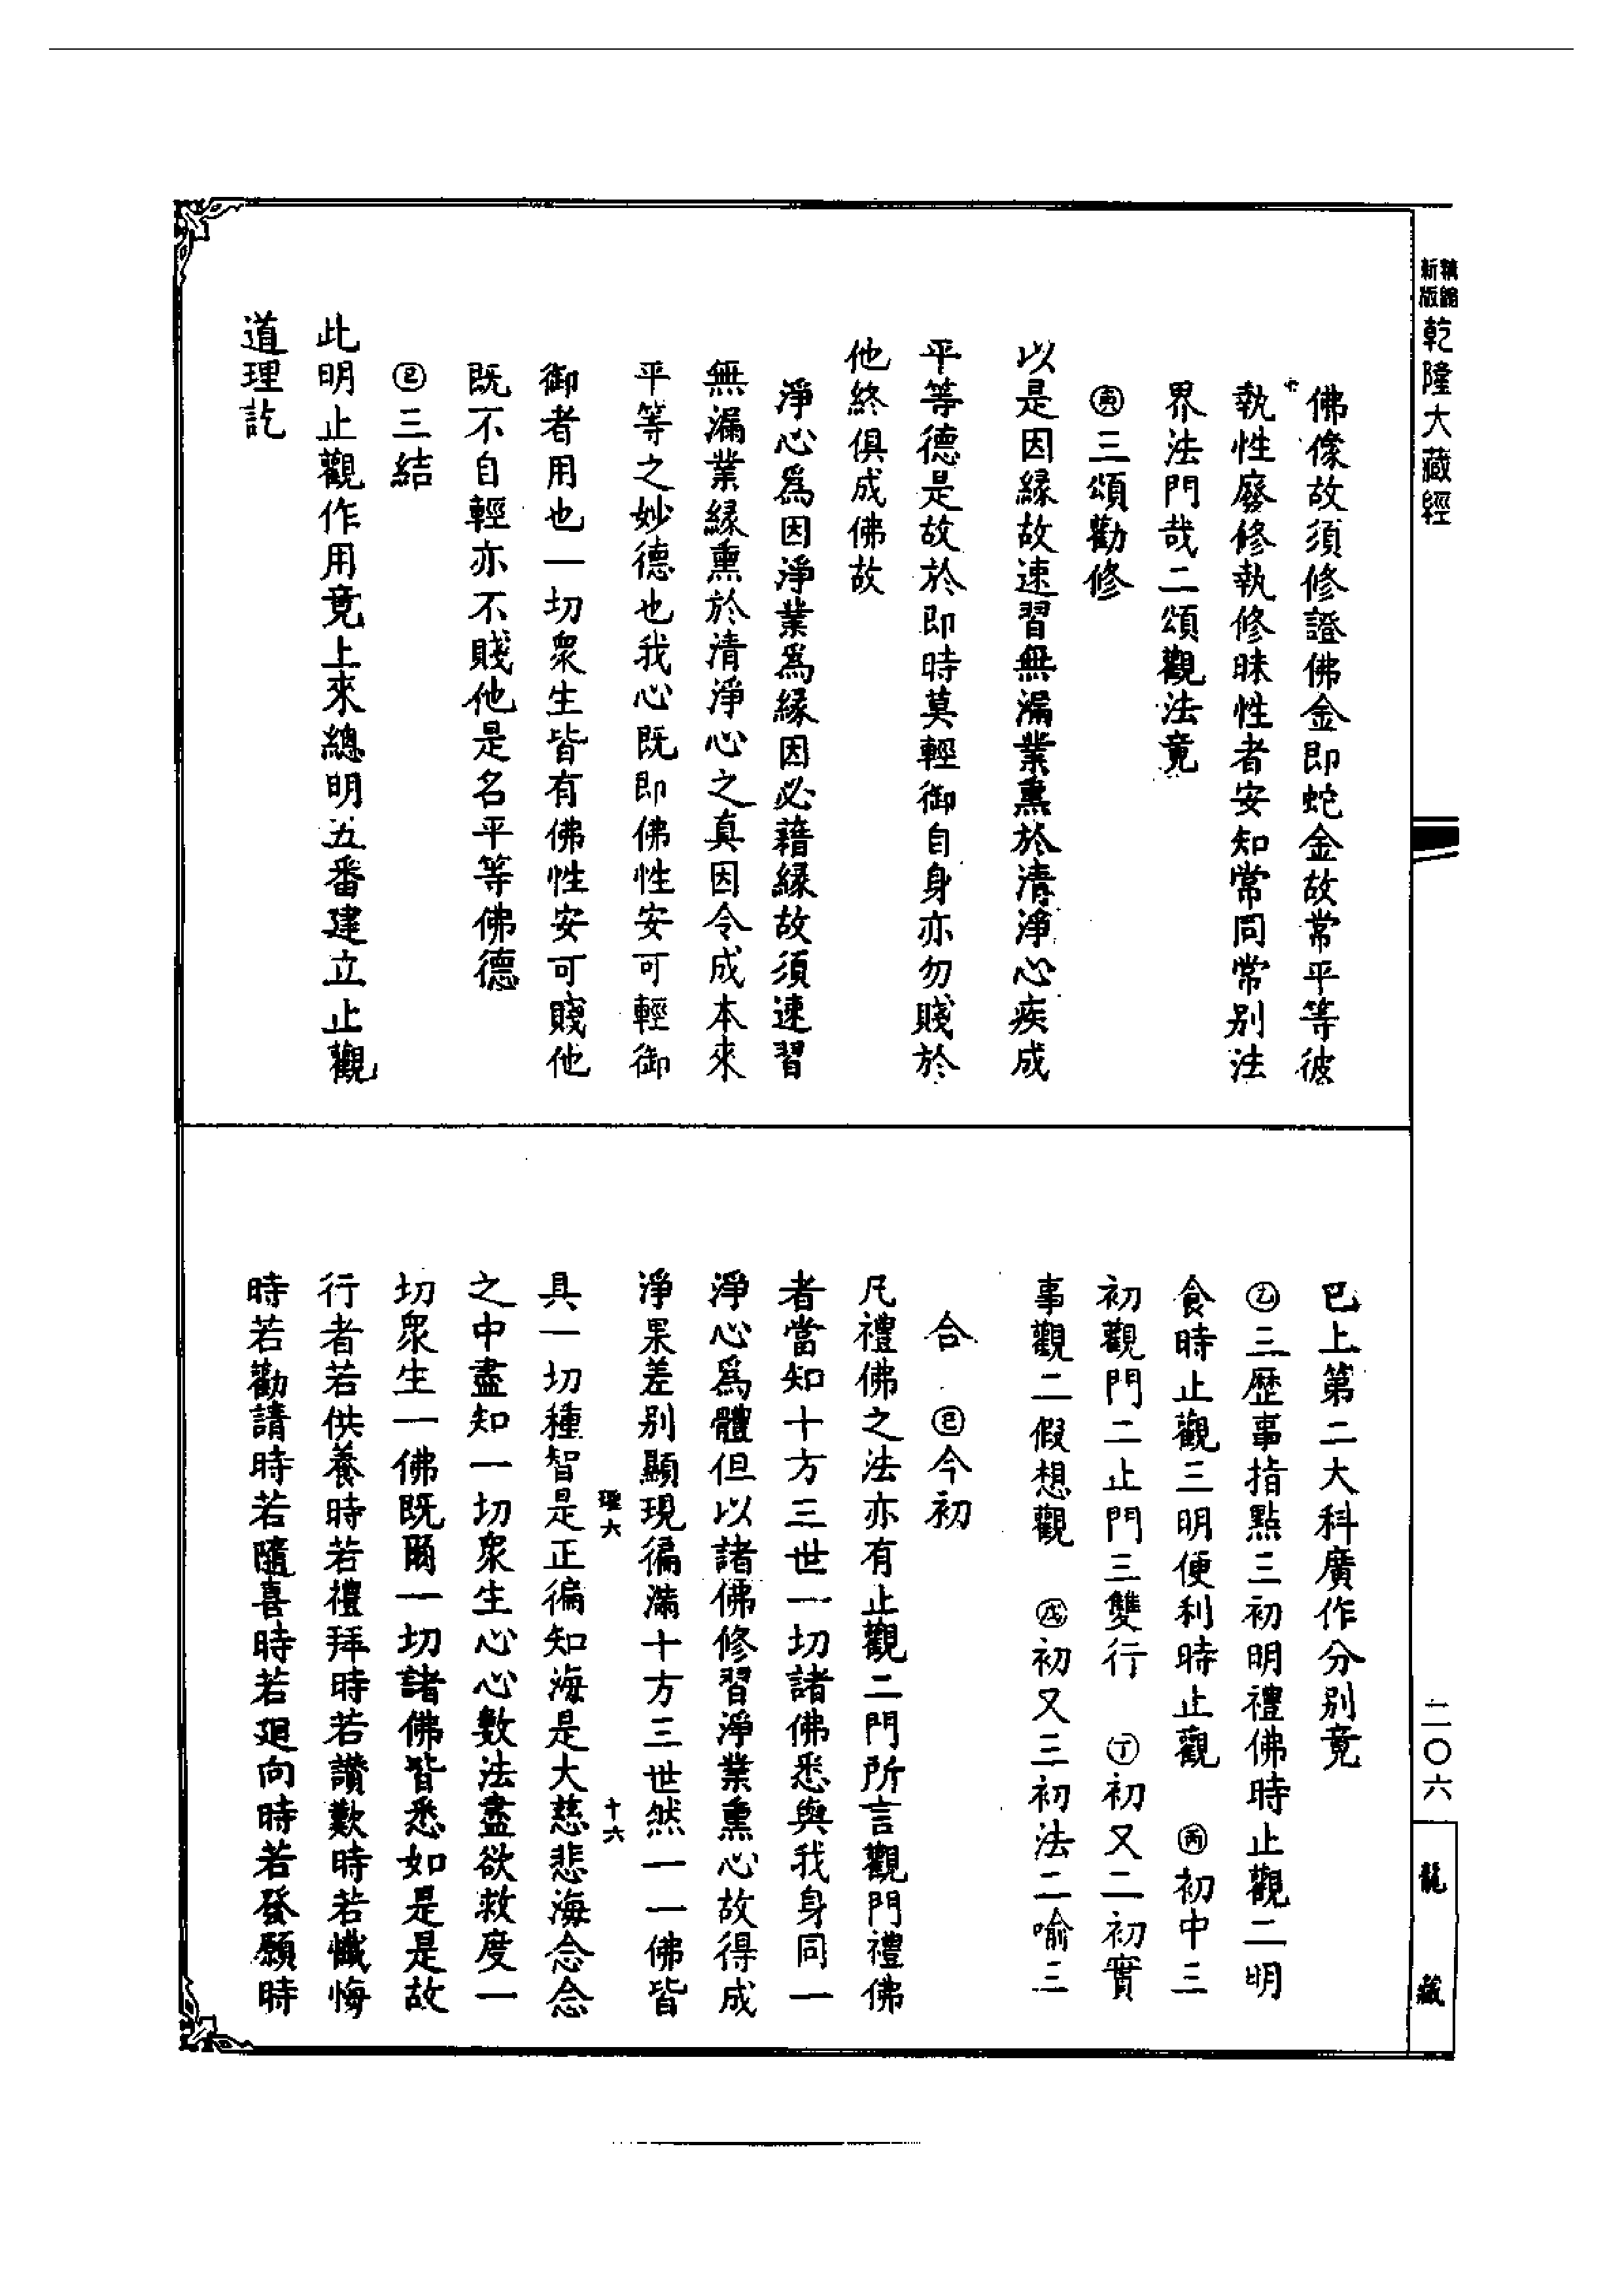 新版精編
乾隆大藏經
佛像故須修證佛金即蛇金故常平等彼
執性廢修執修昧性者安知常同常別法
界法門哉二頌觀法竟
㊢三頌勸修
以是因緣故速習無漏業熏於清淨心疾成
平等德是故於即時莫輕御自身亦勿賤於
他終俱成佛故
淨心爲因淨業爲緣因必藉緣故須速習
無漏業緣熏於清淨心之真因令成本來
平等之妙德也我心既即佛性安可輕御
御者用也一切衆生皆有佛性安可賤他
既不自輕亦不賤他是名平等佛德
㊁三結
此明止觀作用竟上來總明五番建立止觀
道理訖
已上第二大科廣作分別竟
乙三歷事指點三初明禮佛時止觀二明
食時止觀三明便利時止觀 丙初中三
初觀門二止門三雙行 丁初又二初實
事觀二假想觀 戊初又三初法二喻三
合 己今初
凡禮佛之法亦有止觀二門所言觀門禮佛
者當知十方三世一切諸佛悉與我身同一
淨心爲體但以諸佛修習淨業熏心故得成
淨果差別顯現徧滿十方三世然一一佛皆
具一切種智是正徧知海是大慈悲海念念
之中盡知一切衆生心心數法盡欲救度一
切衆生一佛既爾一切諸佛皆悉如是是故
行者若供養時若禮拜時若讚歎時若懺悔
時若勸請時若隨喜時若廻向時若發願時
十六
二〇六
龍藏